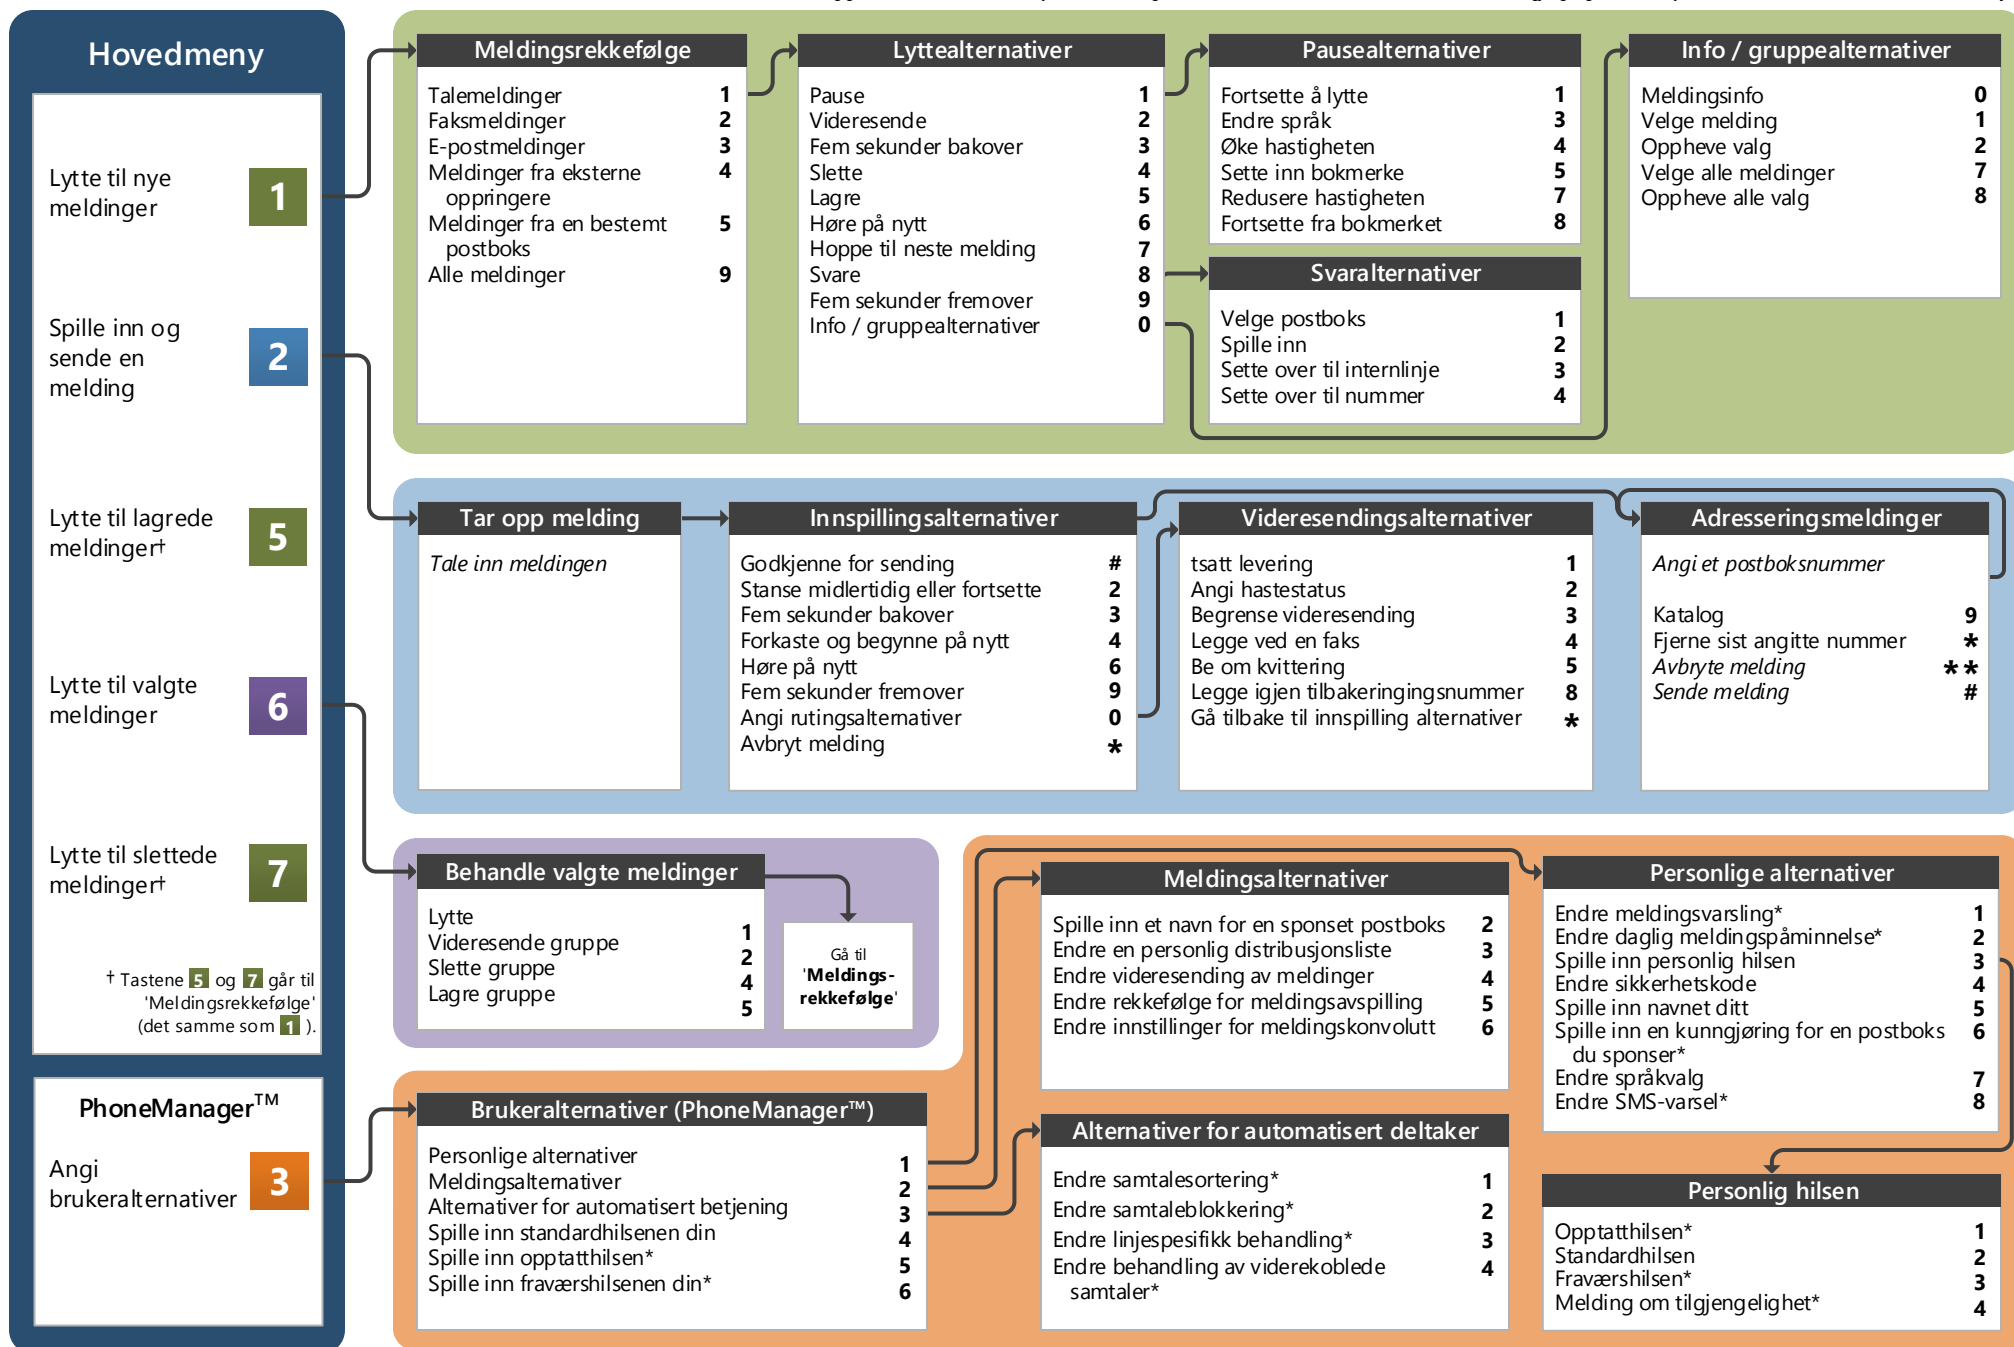 Hovedmeny
Lytte til nye
meldinger
1
Spille inn og
sende en
melding
2
Lytte til lagrede
meldinger†
5
Lytte til valgte
meldinger
6
Lytte til slettede
meldinger†
7
† Tastene 5 og 7 går til
'Meldingsrekkefølge'
(det samme som 1 ).
PhoneManager™
Angi
brukeralternativer
3
Meldingsrekkefølge
Talemeldinger 1
Faksmeldinger 2
E-postmeldinger 3
Meldinger fra eksterne 4
oppringere
Meldinger fra en bestemt 5
postboks
Alle meldinger 9
Lyttealternativer
Pause 1
Videresende 2
Fem sekunder bakover 3
Slette 4
Lagre 5
Høre på nytt 6
Hoppe til neste melding 7
Svare 8
Fem sekunder fremover 9
Info / gruppealternativer 0
Pausealternativer
Fortsette å lytte 1
Endre språk 3
Øke hastigheten 4
Sette inn bokmerke 5
Redusere hastigheten 7
Fortsette fra bokmerket 8
Svaralternativer
Velge postboks 1
Spille inn 2
Sette over til internlinje 3
Sette over til nummer 4
Info / gruppealternativer
Meldingsinfo 0
Velge melding 1
Oppheve valg 2
Velge alle meldinger 7
Oppheve alle valg 8
Tar opp melding
Tale inn meldingen
Innspillingsalternativer
Godkjenne for sending #
Stanse midlertidig eller fortsette 2
Fem sekunder bakover 3
Forkaste og begynne på nytt 4
Høre på nytt 6
Fem sekunder fremover 9
Angi rutingsalternativer 0
Avbryt melding *
Videresendingsalternativer
tsatt levering 1
Angi hastestatus 2
Begrense videresending 3
Legge ved en faks 4
Be om kvittering 5
Legge igjen tilbakeringingsnummer 8
Gå tilbake til innspilling alternativer *
Adresseringsmeldinger
Angi et postboksnummer
Katalog 9
Fjerne sist angitte nummer *
Avbryte melding **
Sende melding #
Behandle valgte meldinger
Lytte 1
Videresende gruppe 2
Slette gruppe 4
Lagre gruppe 5
Gå til
'Meldings-
rekkefølge'
Brukeralternativer (PhoneManager™)
Personlige alternativer 1
Meldingsalternativer 2
Alternativer for automatisert betjening 3
Spille inn standardhilsenen din 4
Spille inn opptatthilsen* 5
Spille inn fraværshilsenen din* 6
Meldingsalternativer
Spille inn et navn for en sponset postboks 2
Endre en personlig distribusjonsliste 3
Endre videresending av meldinger 4
Endre rekkefølge for meldingsavspilling 5
Endre innstillinger for meldingskonvolutt 6
Alternativer for automatisert deltaker
Endre samtalesortering* 1
Endre samtaleblokkering* 2
Endre linjespesifikk behandling* 3
Endre behandling av viderekoblede 4
samtaler*
Personlige alternativer
Endre meldingsvarsling* 1
Endre daglig meldingspåminnelse* 2
Spille inn personlig hilsen 3
Endre sikkerhetskode 4
Spille inn navnet ditt 5
Spille inn en kunngjøring for en postboks 6
du sponser*
Endre språkvalg 7
Endre SMS-varsel* 8
Personlig hilsen
Opptatthilsen* 1
Standardhilsen 2
Fraværshilsen* 3
Melding om tilgjengelighet* 4